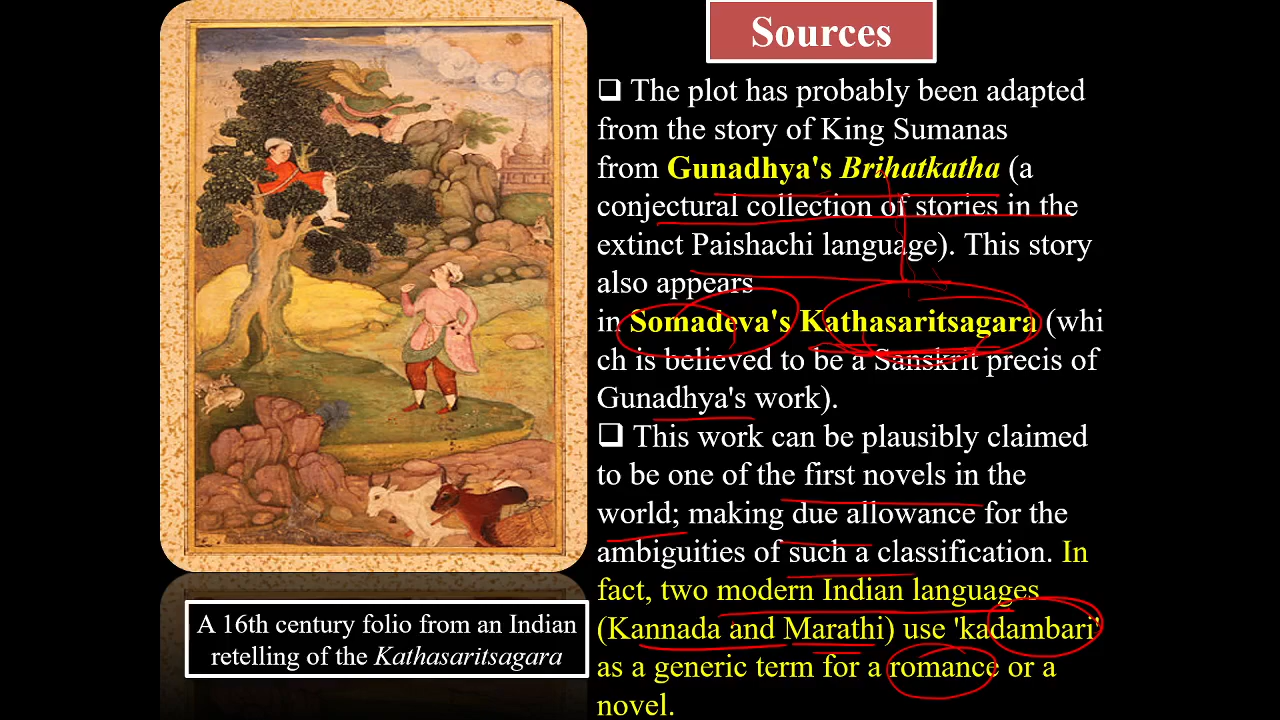 Sources
❑ The plot has probably been adapted
from the story of King Sumanas
from Gunadhya's Brihatkatha (a
conjectural collection of stories in the
extinct Paishachi language). This story
also appears
in Somadeva's Kathasaritsagara (whi
ch is believed to be a Sanskrit precis of
Gunadhya's work).
❑ This work can be plausibly claimed
to be one of the first novels in the
world; making due allowance for the
ambiguities of such a classification. In
fact, two modern Indian languages
(Kannada and Marathi) use 'kadambari'
as a generic term for a romance or a
novel.
A 16th century folio from an Indian
retelling of the Kathasaritsagara